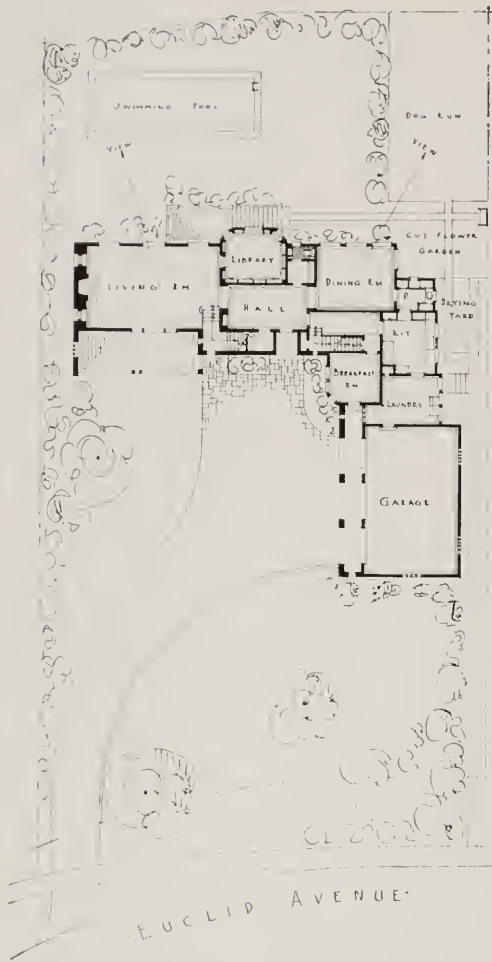 SWIMMING POOL
DOG RUN
VIEW
VIEW
CUT FLOWER
GARDEN
LIBRARY
LIVING RM
DINING RM
HALL
P.
DRYING
YARD
KIT
BREAKFAST
RM
LAUNDRY
GARAGE
EUCLID AVENUE